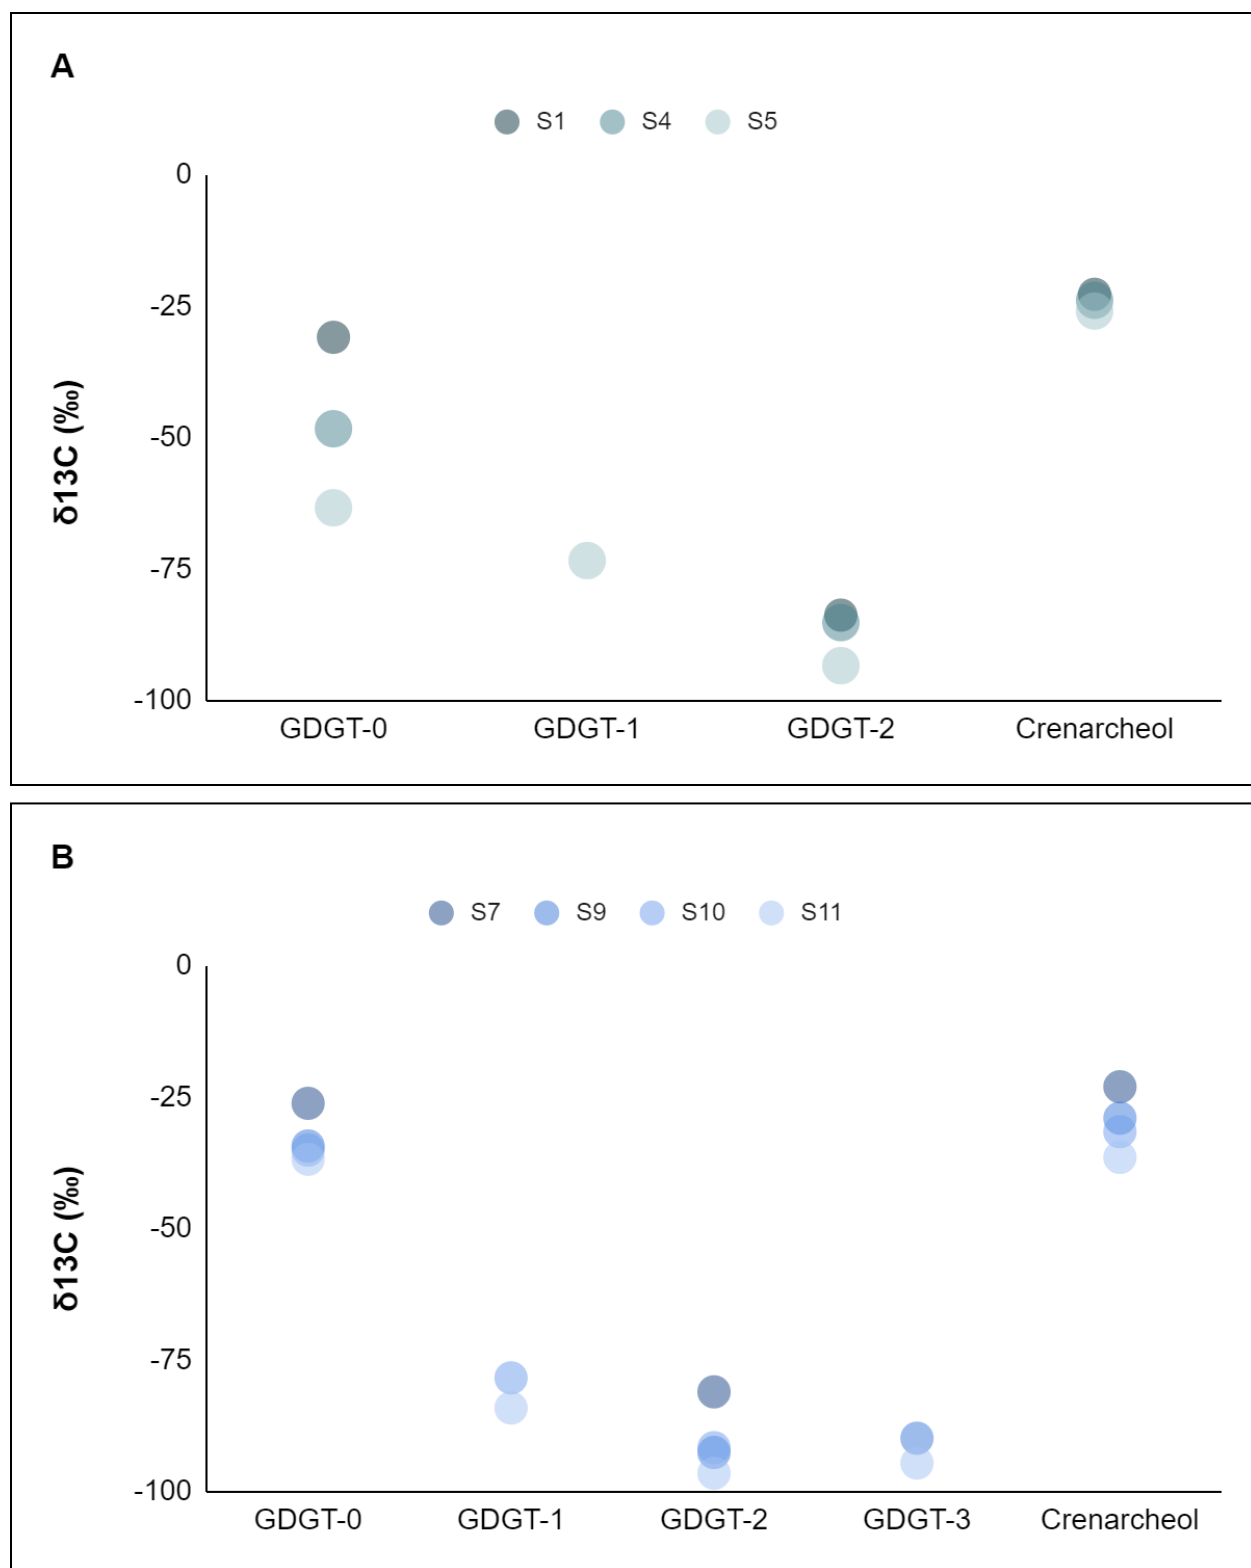 A
S1 S4 S5
0
-25
-50
-75
-100
δ13C (‰)
GDGT-0 GDGT-1 GDGT-2 Crenarcheol
B
S7 S9 S10 S11
0
-25
-50
-75
-100
δ13C (‰)
GDGT-0 GDGT-1 GDGT-2 GDGT-3 Crenarcheol